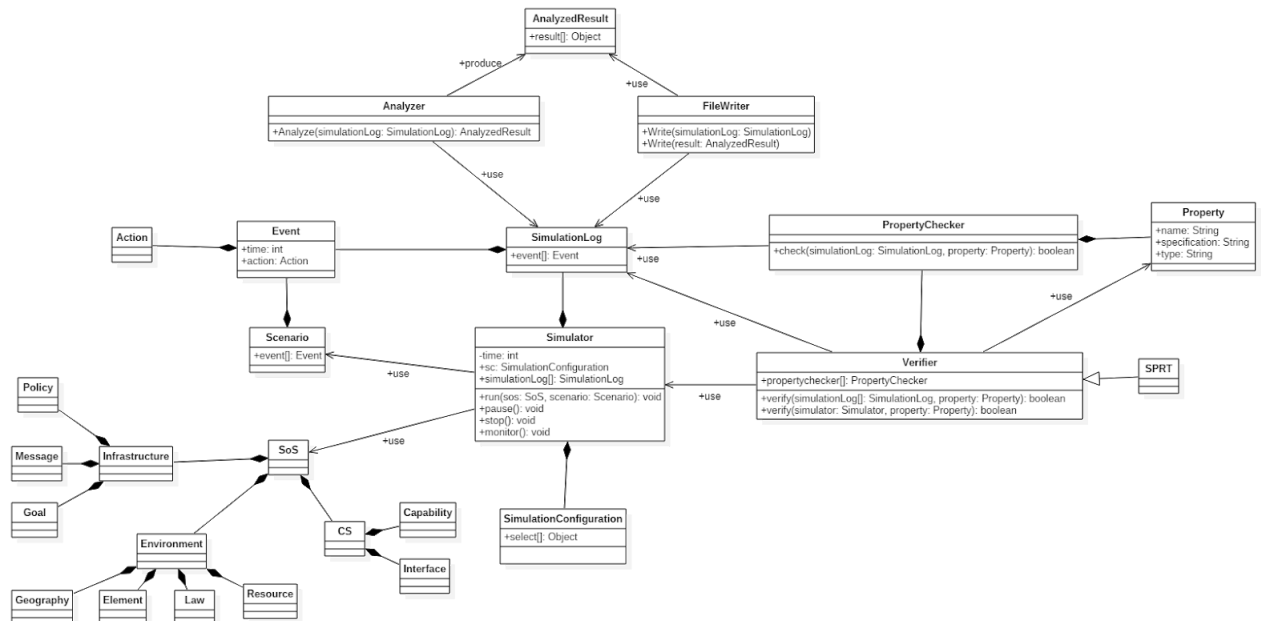 AnalyzedResult
+result[]: Object
+produce
+use
Analyzer
+Analyze(simulationLog: SimulationLog): AnalyzedResult
FileWriter
+Write(simulationLog: SimulationLog)
+Write(result: AnalyzedResult)
+use
+use
Action
Event
+time: int
+action: Action
SimulationLog
+event[]: Event
+use
PropertyChecker
+check(simulationLog: SimulationLog, property: Property): boolean
Property
+name: String
+specification: String
+type: String
+use
+use
Scenario
+event[]: Event
+use
Simulator
-time: int
+sc: SimulationConfiguration
+simulationLog[]: SimulationLog
+run(sos: SoS, scenario: Scenario): void
+pause(): void
+stop(): void
+monitor(): void
+use
Verifier
+propertychecker[]: PropertyChecker
+verify(simulationLog[]: SimulationLog, property: Property): boolean
+verify(simulator: Simulator, property: Property): boolean
SPRT
+use
Policy
Message
Goal
Infrastructure
SoS
Environment
CS
Capability
Interface
SimulationConfiguration
+select[]: Object
Geography
Element
Law
Resource